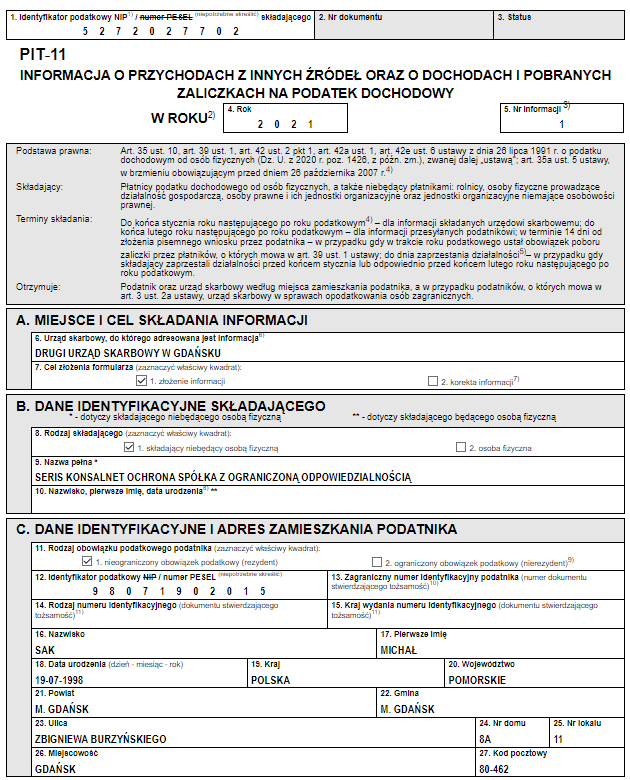 1. Identyfikator podatkowy NIP1) / numer PESEL (niepotrzebne skreślić) składającego
5 2 7 2 0 2 7 7 0 2
2. Nr dokumentu
3. Status
PIT-11
INFORMACJA O PRZYCHODACH Z INNYCH ŹRÓDEŁ ORAZ O DOCHODACH I POBRANYCH
ZALICZKACH NA PODATEK DOCHODOWY
W ROKU2)
4. Rok
2 0 2 1
5. Nr informacji 3)
1
Podstawa prawna: Art. 35 ust. 10, art. 39 ust. 1, art. 42 ust. 2 pkt 1, art. 42a ust. 1, art. 42e ust. 6 ustawy z dnia 26 lipca 1991 r. o podatku
dochodowym od osób fizycznych (Dz. U. z 2020 r. poz. 1426, z późn. zm.), zwanej dalej „ustawą”; art. 35a ust. 5 ustawy,
w brzmieniu obowiązującym przed dniem 26 października 2007 r.4)
Składający: Płatnicy podatku dochodowego od osób fizycznych, a także niebędący płatnikami: rolnicy, osoby fizyczne prowadzące
działalność gospodarczą, osoby prawne i ich jednostki organizacyjne oraz jednostki organizacyjne niemające osobowości
prawnej.
Terminy składania: Do końca stycznia roku następującego po roku podatkowym4) – dla informacji składanych urzędowi skarbowemu; do
końca lutego roku następującego po roku podatkowym – dla informacji przesyłanych podatnikowi; w terminie 14 dni od
złożenia pisemnego wniosku przez podatnika – w przypadku gdy w trakcie roku podatkowego ustał obowiązek poboru
zaliczki przez płatników, o których mowa w art. 39 ust. 1 ustawy; do dnia zaprzestania działalności5)– w przypadku gdy
składający zaprzestali działalności przed końcem stycznia lub odpowiednio przed końcem lutego roku następującego po
roku podatkowym.
Otrzymuje: Podatnik oraz urząd skarbowy według miejsca zamieszkania podatnika, a w przypadku podatników, o których mowa w
art. 3 ust. 2a ustawy, urząd skarbowy w sprawach opodatkowania osób zagranicznych.
A. MIEJSCE I CEL SKŁADANIA INFORMACJI
6. Urząd skarbowy, do którego adresowana jest informacja6)
DRUGI URZĄD SKARBOWY W GDAŃSKU
7. Cel złożenia formularza (zaznaczyć właściwy kwadrat):
1. złożenie informacji 2. korekta informacji7)
B. DANE IDENTYFIKACYJNE SKŁADAJĄCEGO
* - dotyczy składającego niebędącego osobą fizyczną ** - dotyczy składającego będącego osobą fizyczną
8. Rodzaj składającego (zaznaczyć właściwy kwadrat):
1. składający niebędący osobą fizyczną 2. osoba fizyczna
9. Nazwa pełna *
SERIS KONSALNET OCHRONA SPÓŁKA Z OGRANICZONĄ ODPOWIEDZIALNOŚCIĄ
10. Nazwisko, pierwsze imię, data urodzenia8) **
C. DANE IDENTYFIKACYJNE I ADRES ZAMIESZKANIA PODATNIKA
11. Rodzaj obowiązku podatkowego podatnika (zaznaczyć właściwy kwadrat):
1. nieograniczony obowiązek podatkowy (rezydent) 2. ograniczony obowiązek podatkowy (nierezydent)9)
12. Identyfikator podatkowy NIP / numer PESEL (niepotrzebne skreślić)
9 8 0 7 1 9 0 2 0 1 5
13. Zagraniczny numer identyfikacyjny podatnika (numer dokumentu
stwierdzającego tożsamość)10)
14. Rodzaj numeru identyfikacyjnego (dokumentu stwierdzającego
tożsamość)11)
15. Kraj wydania numeru identyfikacyjnego (dokumentu stwierdzającego
tożsamość)11)
16. Nazwisko
SAK
17. Pierwsze imię
MICHAŁ
18. Data urodzenia (dzień - miesiąc - rok)
19-07-1998
19. Kraj
POLSKA
20. Województwo
POMORSKIE
21. Powiat
M. GDAŃSK
22. Gmina
M. GDAŃSK
23. Ulica
ZBIGNIEWA BURZYŃSKIEGO
24. Nr domu
8A
25. Nr lokalu
11
26. Miejscowość
GDAŃSK
27. Kod pocztowy
80-462